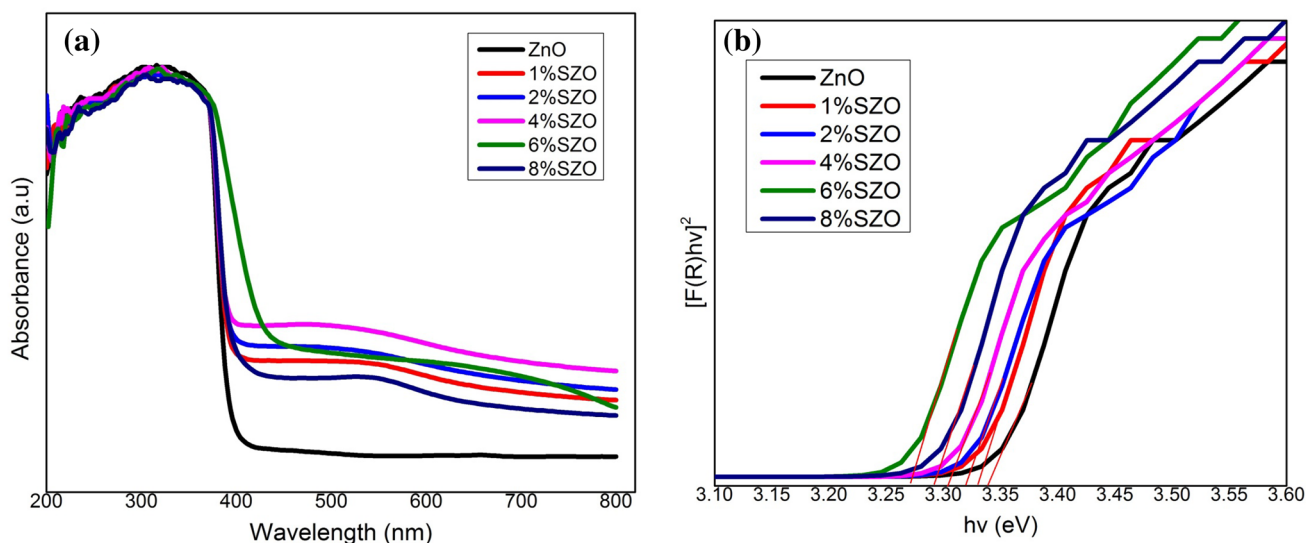 (a)
ZnO
1%SZO
2%SZO
4%SZO
6%SZO
8%SZO
Absorbance (a.u)
200 300 400 500 600 700 800
Wavelength (nm)
(b)
ZnO
1%SZO
2%SZO
4%SZO
6%SZO
8%SZO
[F(R)hv]²
3.10 3.15 3.20 3.25 3.30 3.35 3.40 3.45 3.50 3.55 3.60
hv (eV)